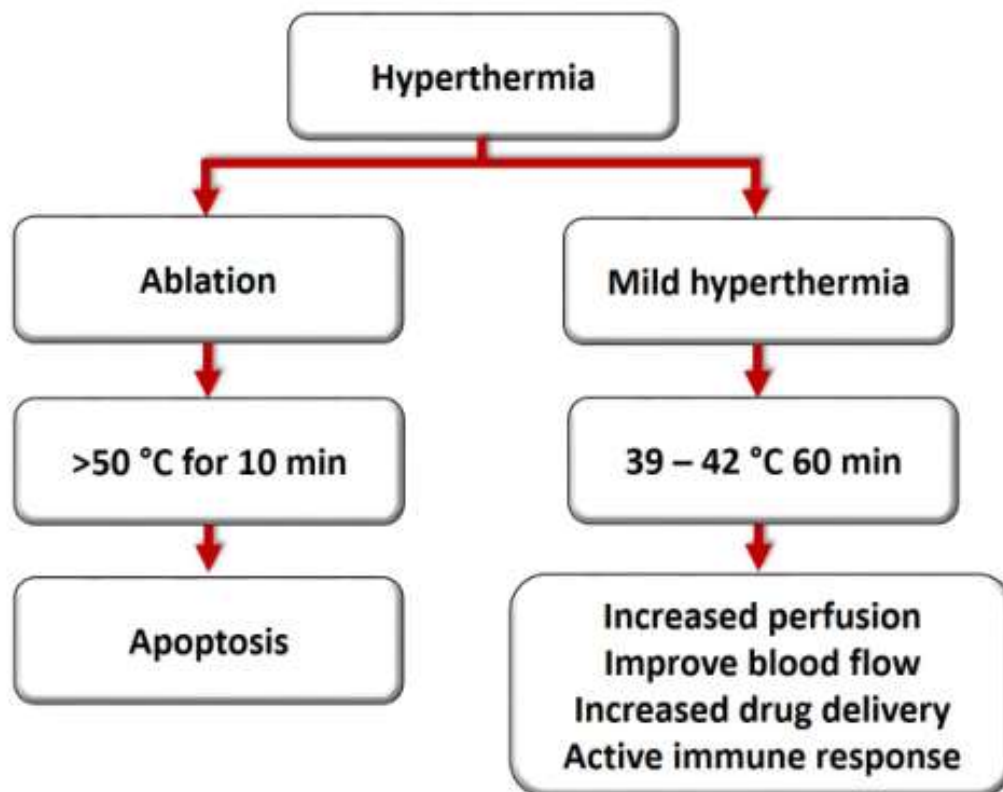 Hyperthermia
Ablation
Mild hyperthermia
>50 °C for 10 min
39 – 42 °C 60 min
Apoptosis
Increased perfusion
Improve blood flow
Increased drug delivery
Active immune response